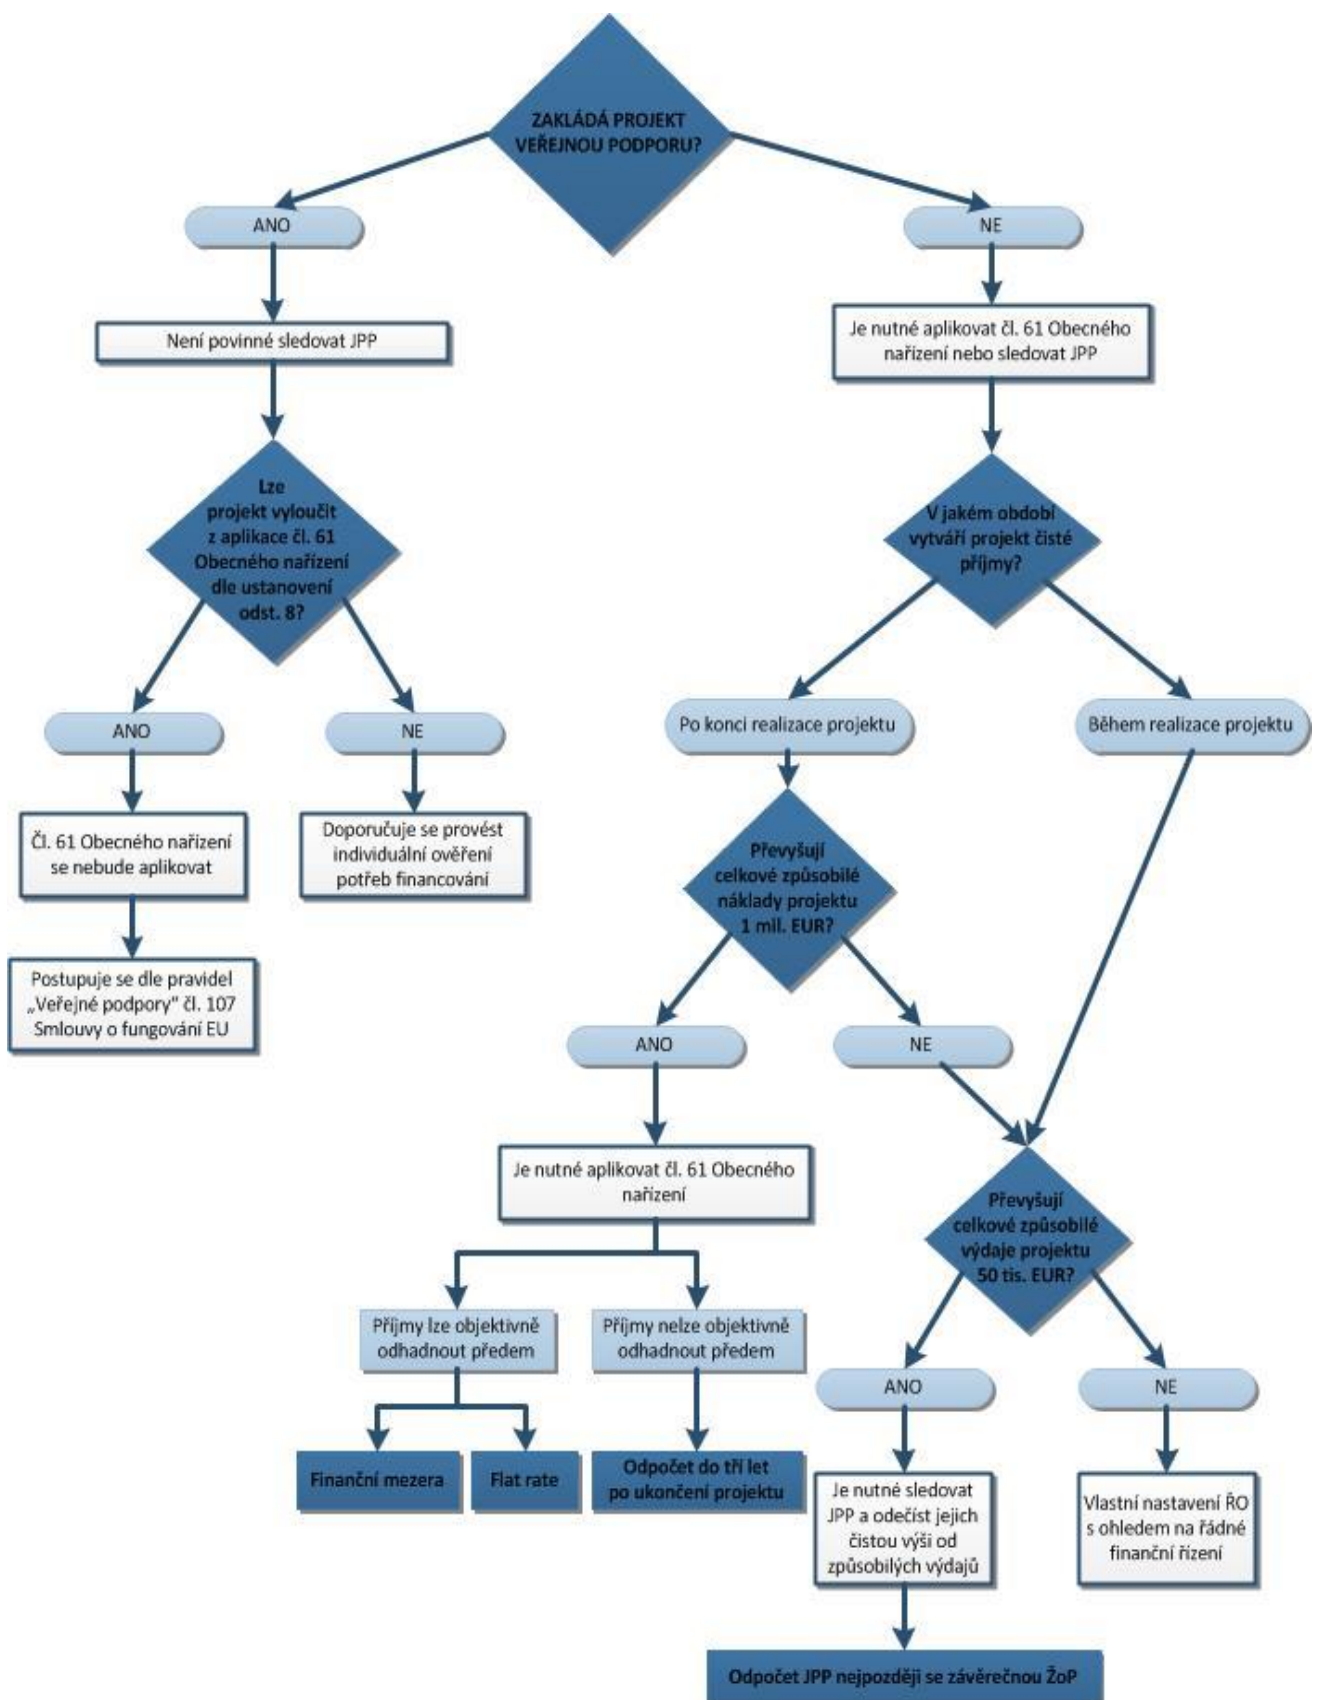 ZAKLÁDÁ PROJEKT
VEŘEJNOU PODPORU?
ANO
NE
Není povinné sledovat JPP
Je nutné aplikovat čl. 61 Obecného
nařízení nebo sledovat JPP
Lze
projekt vyloučit
z aplikace čl. 61
Obecného nařízení
dle ustanovení
odst. 8?
V jakém období
vytváří projekt čisté
příjmy?
ANO
NE
Po konci realizace projektu
Během realizace projektu
Čl. 61 Obecného nařízení
se nebude aplikovat
Doporučuje se provést
individuální ověření
potřeb financování
Převyšují
celkové způsobilé
náklady projektu
1 mil. EUR?
Postupuje se dle pravidel
„Veřejné podpory" čl. 107
Smlouvy o fungování EU
ANO
NE
Je nutné aplikovat čl. 61 Obecného
nařízení
Převyšují
celkové způsobilé
výdaje projektu
50 tis. EUR?
Příjmy lze objektivně
odhadnout předem
Příjmy nelze objektivně
odhadnout předem
ANO
NE
Finanční mezera
Flat rate
Odpočet do tří let
po ukončení projektu
Je nutné sledovat
JPP a odečíst jejich
čistou výši od
způsobilých výdajů
Vlastní nastavení ŘO
s ohledem na řádné
finanční řízení
Odpočet JPP nejpozději se závěrečnou ŽoP